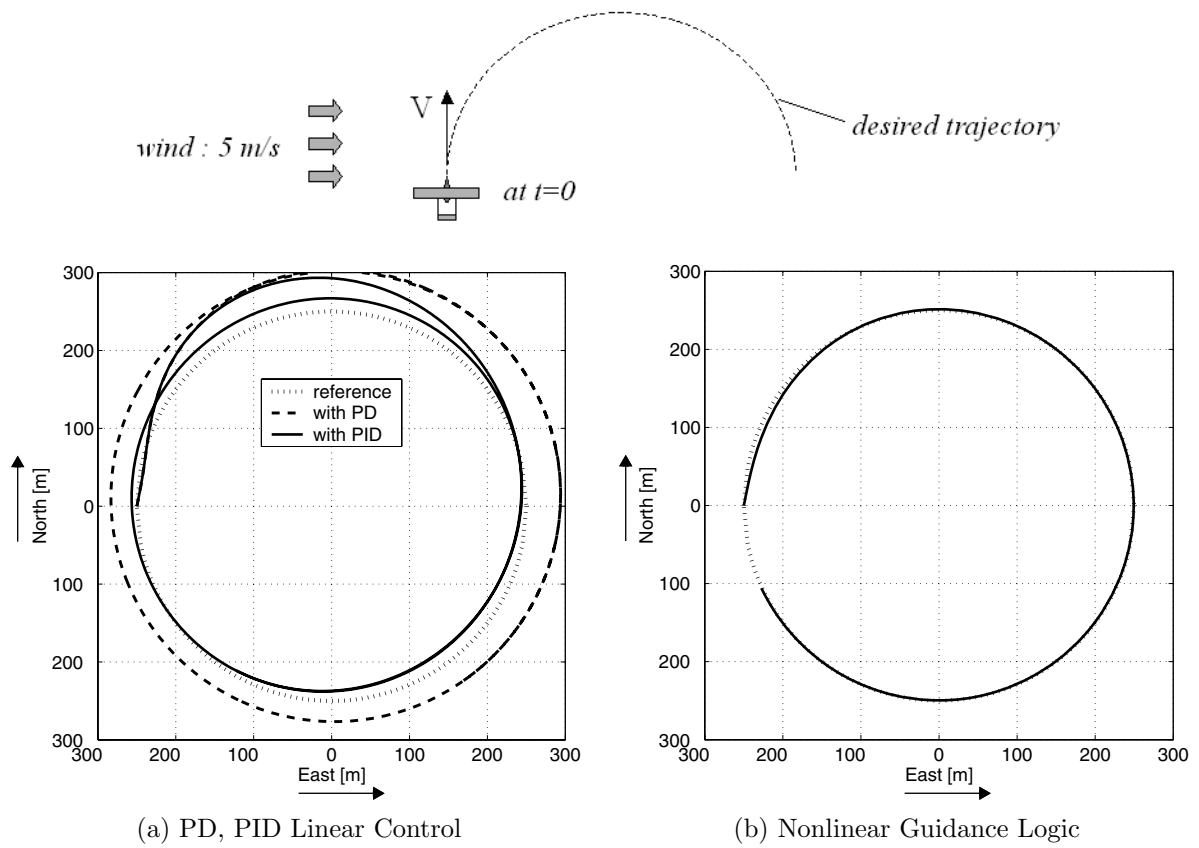 V
wind : 5 m/s
desired trajectory
at t=0
300
200
100
0
100
200
300
North [m]
reference
with PD
with PID
300 200 100 0 100 200 300
East [m]
(a) PD, PID Linear Control
300
200
100
0
100
200
300
North [m]
300 200 100 0 100 200 300
East [m]
(b) Nonlinear Guidance Logic